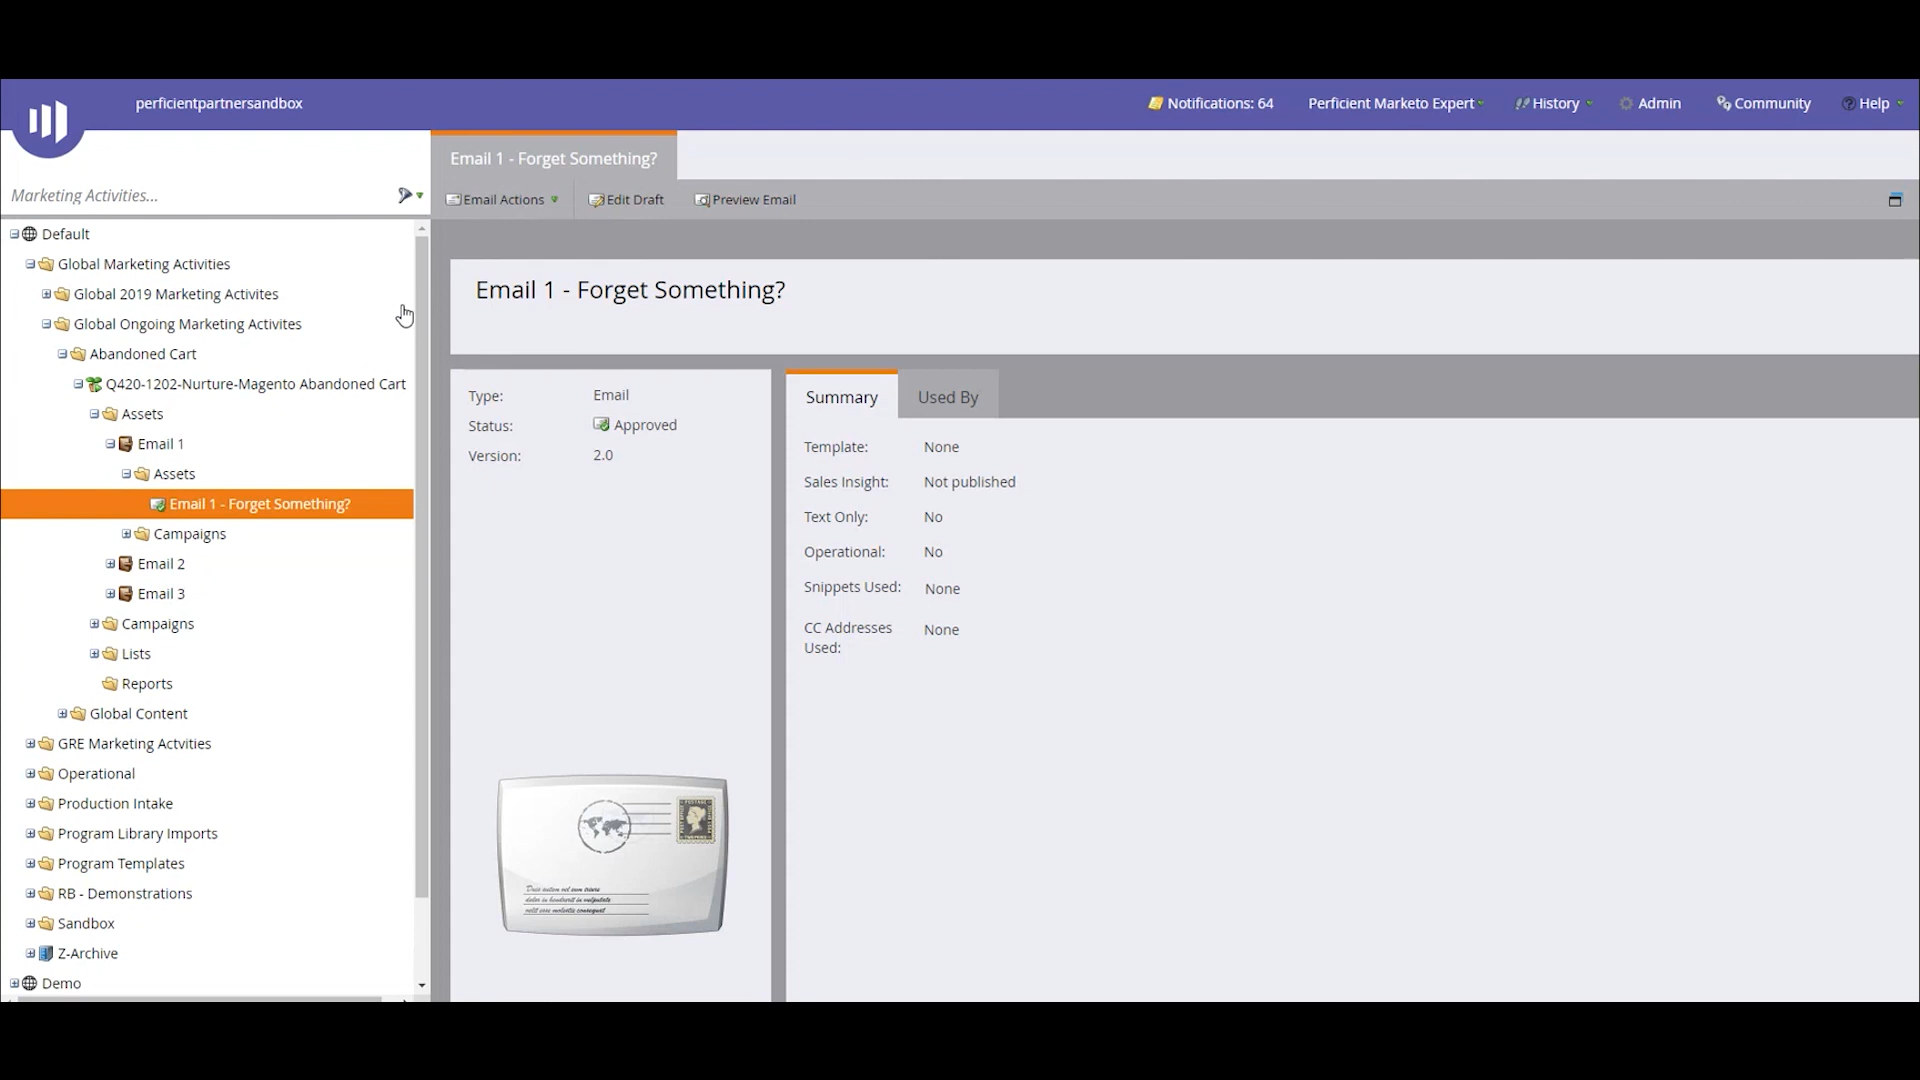 perficientpartnersandbox
Notifications: 64
Perficient Marketo Expert
History
Admin
Community
Help
Marketing Activities...
Default
Global Marketing Activities
Global 2019 Marketing Activites
Global Ongoing Marketing Activites
Abandoned Cart
Q420-1202-Nurture-Magento Abandoned Cart
Assets
Email 1
Assets
Email 1 - Forget Something?
Campaigns
Email 2
Email 3
Campaigns
Lists
Reports
Global Content
GRE Marketing Actvities
Operational
Production Intake
Program Library Imports
Program Templates
RB - Demonstrations
Sandbox
Z-Archive
Demo
Email 1 - Forget Something?
Email Actions
Edit Draft
Preview Email
Email 1 - Forget Something?
Type: Email
Status: Approved
Version: 2.0
Summary
Used By
Template: None
Sales Insight: Not published
Text Only: No
Operational: No
Snippets Used: None
CC Addresses Used: None